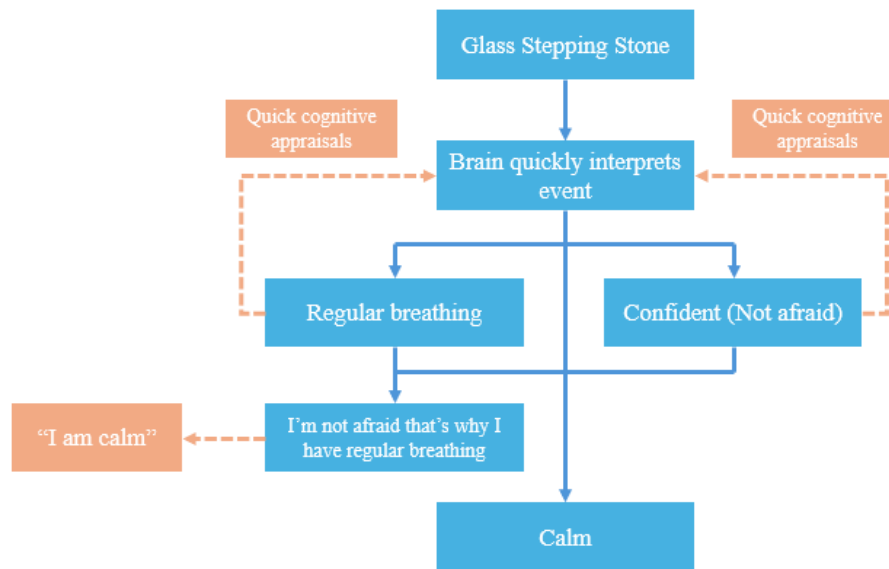 Glass Stepping Stone
Quick cognitive
appraisals
Quick cognitive
appraisals
Brain quickly interprets
event
Regular breathing
Confident (Not afraid)
“I am calm”
I’m not afraid that’s why I
have regular breathing
Calm